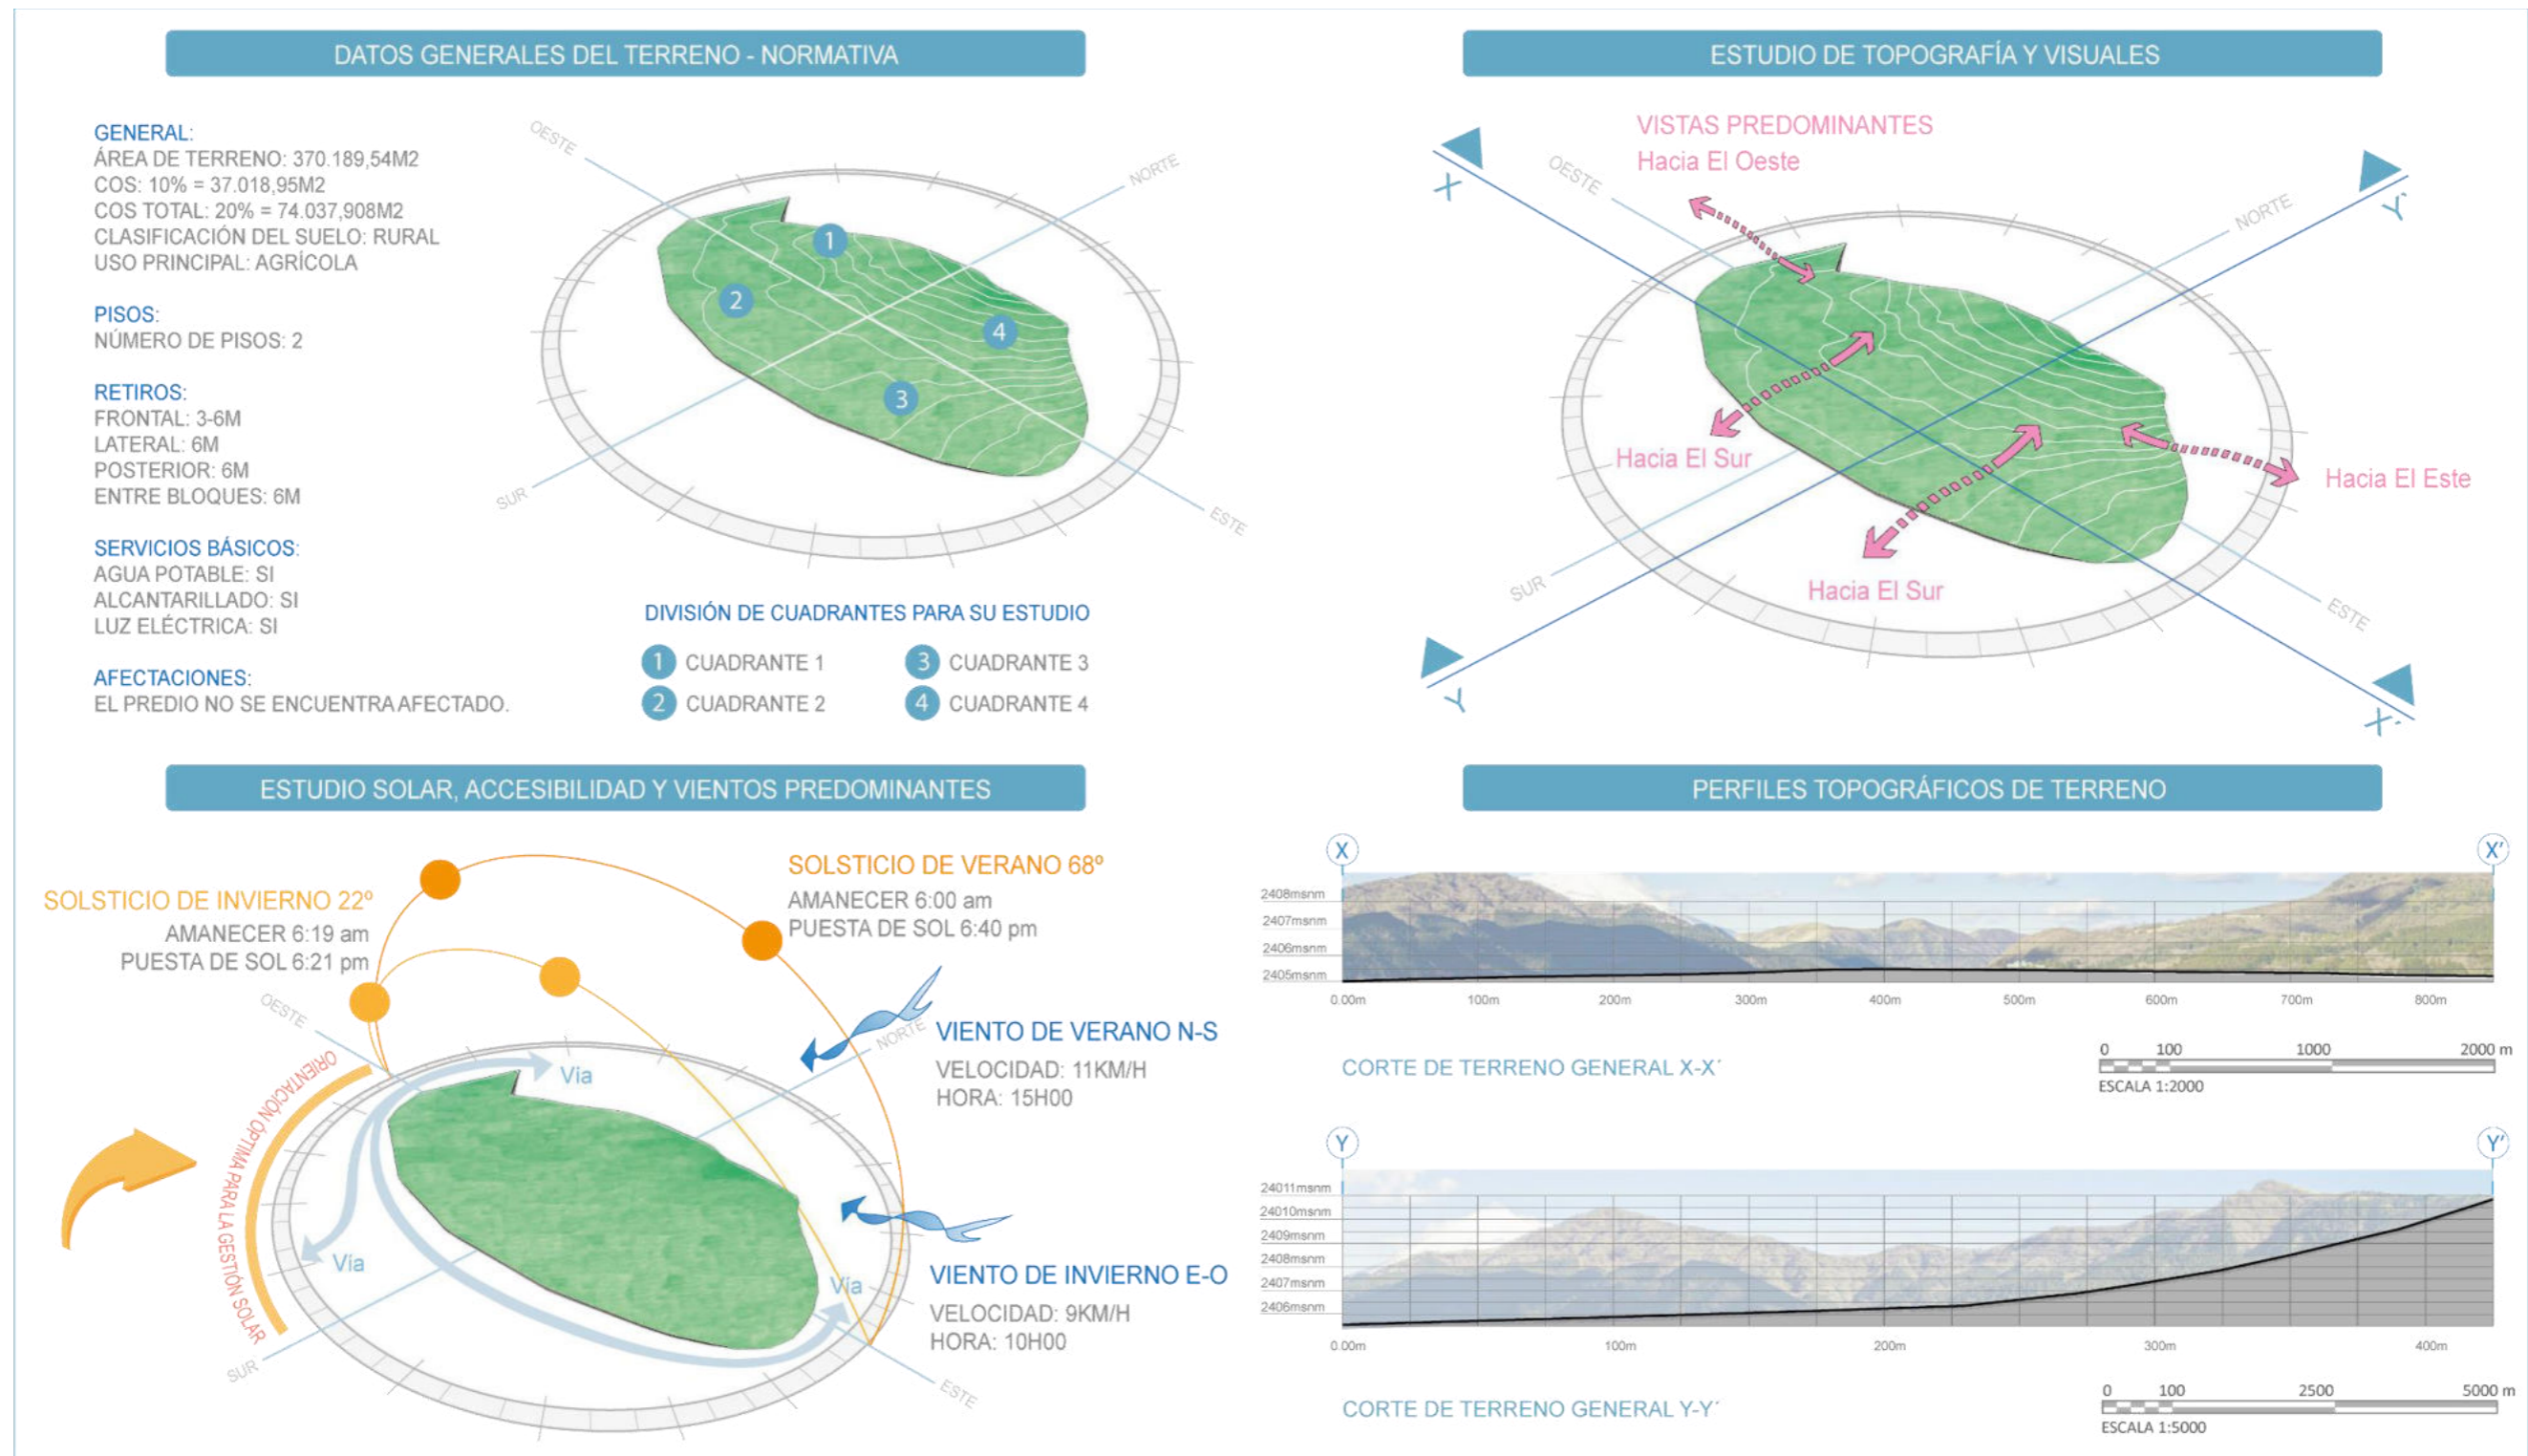 DATOS GENERALES DEL TERRENO - NORMATIVA
GENERAL:
ÁREA DE TERRENO: 370.189,54M2
COS: 10% = 37.018,95M2
COS TOTAL: 20% = 74.037,908M2
CLASIFICACIÓN DEL SUELO: RURAL
USO PRINCIPAL: AGRÍCOLA
PISOS:
NÚMERO DE PISOS: 2
RETIROS:
FRONTAL: 3-6M
LATERAL: 6M
POSTERIOR: 6M
ENTRE BLOQUES: 6M
SERVICIOS BÁSICOS:
AGUA POTABLE: SI
ALCANTARILLADO: SI
LUZ ELÉCTRICA: SI
AFECTACIONES:
EL PREDIO NO SE ENCUENTRA AFECTADO.
OESTE
NORTE
1
2
4
3
SUR
ESTE
DIVISIÓN DE CUADRANTES PARA SU ESTUDIO
1 CUADRANTE 1
3 CUADRANTE 3
2 CUADRANTE 2
4 CUADRANTE 4
ESTUDIO DE TOPOGRAFÍA Y VISUALES
VISTAS PREDOMINANTES
Hacia El Oeste
X
OESTE
NORTE
Y'
Hacia El Sur
Hacia El Este
Hacia El Sur
SUR
ESTE
Y
X'
ESTUDIO SOLAR, ACCESIBILIDAD Y VIENTOS PREDOMINANTES
SOLSTICIO DE VERANO 68º
AMANECER 6:00 am
PUESTA DE SOL 6:40 pm
SOLSTICIO DE INVIERNO 22º
AMANECER 6:19 am
PUESTA DE SOL 6:21 pm
OESTE
NORTE
VIENTO DE VERANO N-S
VELOCIDAD: 11KM/H
HORA: 15H00
Vía
ORIENTACIÓN ÓPTIMA PARA LA GESTIÓN SOLAR
Vía
Vía
VIENTO DE INVIERNO E-O
VELOCIDAD: 9KM/H
HORA: 10H00
SUR
ESTE
PERFILES TOPOGRÁFICOS DE TERRENO
X
X'
2408msnm
2407msnm
2406msnm
2405msnm
0.00m 100m 200m 300m 400m 500m 600m 700m 800m
CORTE DE TERRENO GENERAL X-X´
0 100 1000 2000 m
ESCALA 1:2000
Y
Y'
24011msnm
24010msnm
2409msnm
2408msnm
2407msnm
2406msnm
0.00m 100m 200m 300m 400m
CORTE DE TERRENO GENERAL Y-Y´
0 100 2500 5000 m
ESCALA 1:5000